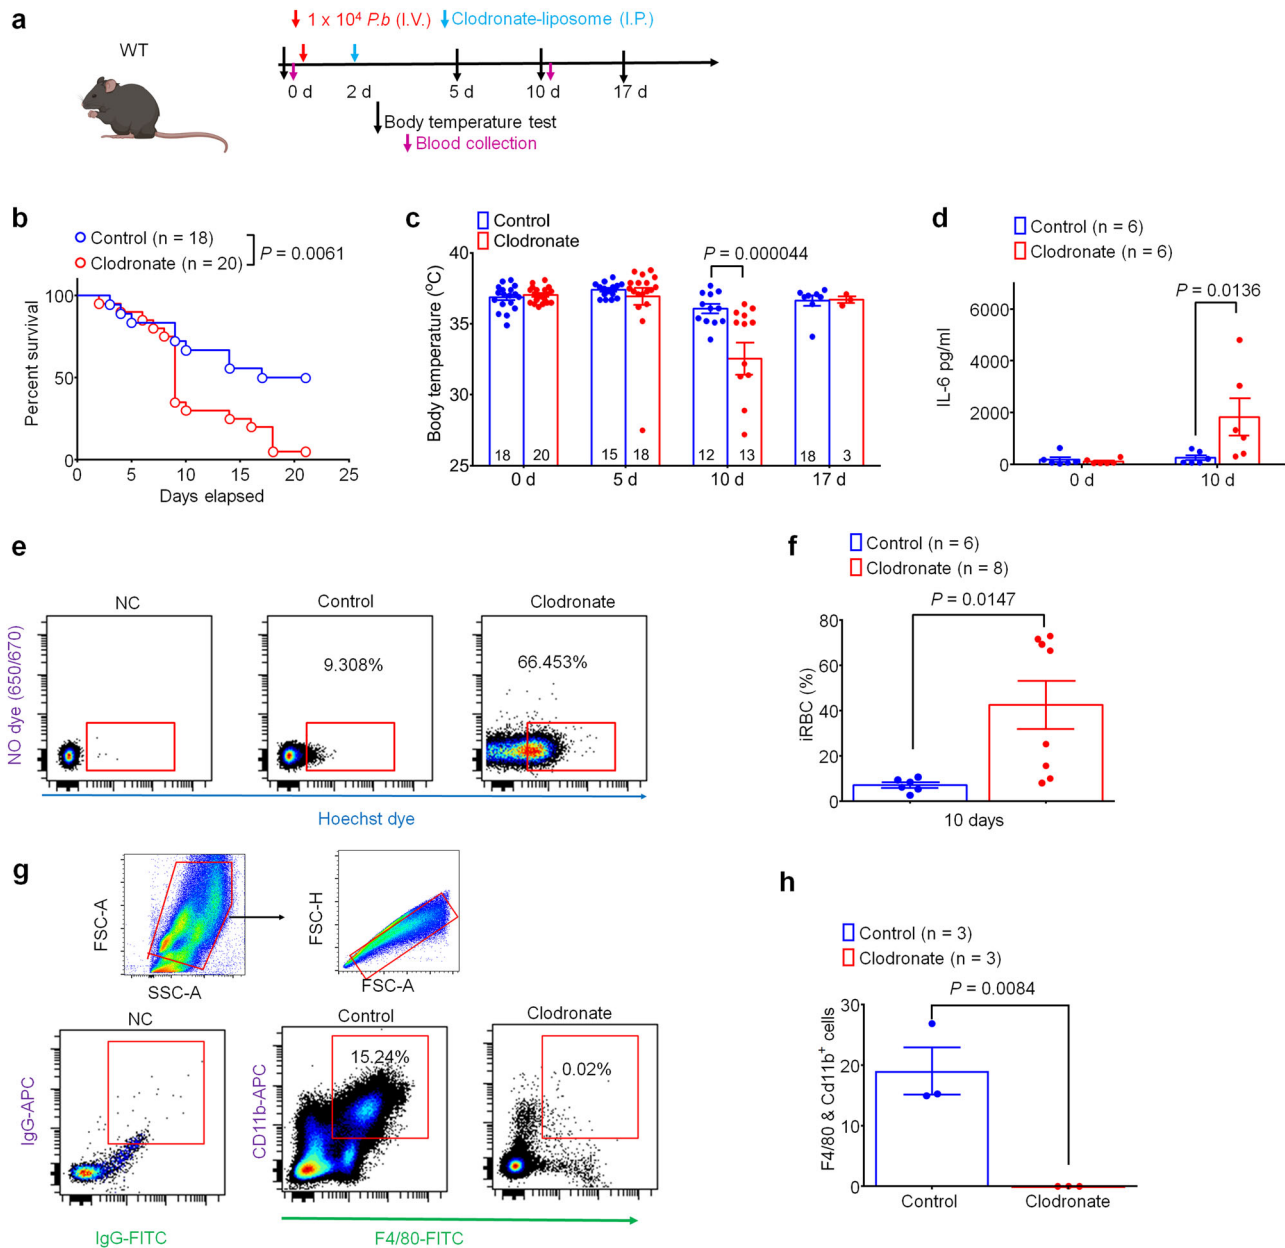 a
1 x 10⁴ P.b (I.V.)
Clodronate-liposome (I.P.)
WT
0 d
2 d
5 d
10 d
17 d
Body temperature test
Blood collection
b
Control (n = 18)
Clodronate (n = 20)
P = 0.0061
Percent survival
100
50
0
0 5 10 15 20 25
Days elapsed
c
Control
Clodronate
P = 0.000044
Body temperature (°C)
40
35
30
25
18 20 15 18 12 13 18 3
0 d 5 d 10 d 17 d
d
Control (n = 6)
Clodronate (n = 6)
P = 0.0136
IL-6 pg/ml
6000
4000
2000
0
0 d 10 d
e
NC
Control
Clodronate
NO dye (650/670)
9.308%
66.453%
Hoechst dye
f
Control (n = 6)
Clodronate (n = 8)
P = 0.0147
iRBC (%)
80
60
40
20
0
10 days
g
FSC-A
SSC-A
FSC-H
FSC-A
NC
Control
Clodronate
IgG-APC
IgG-FITC
CD11b-APC
15.24%
0.02%
F4/80-FITC
h
Control (n = 3)
Clodronate (n = 3)
P = 0.0084
F4/80 & Cd11b⁺ cells
30
20
10
0
Control Clodronate